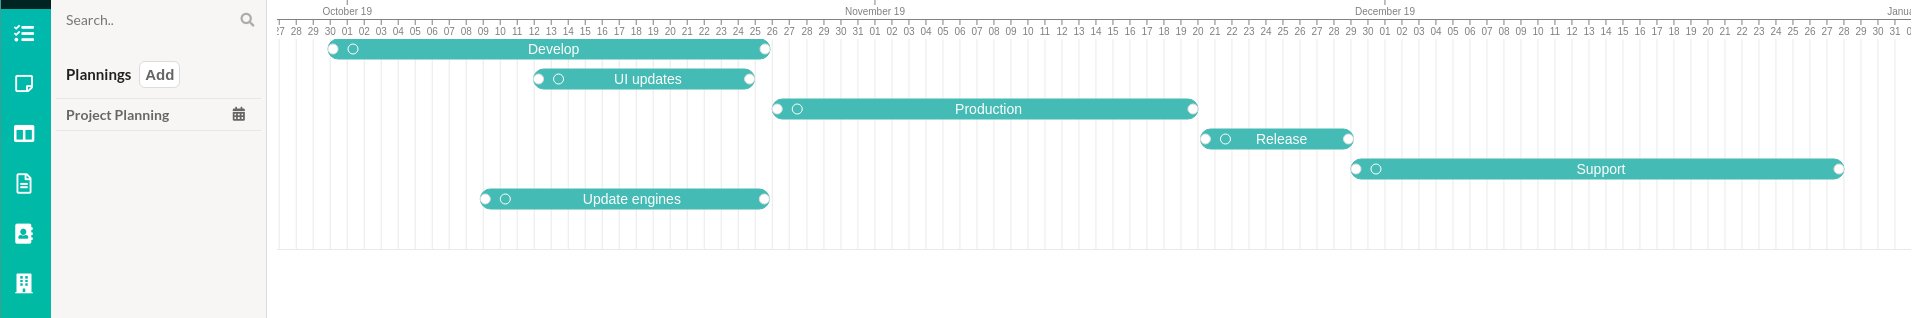 Search..
Plannings Add
Project Planning
October 19 November 19 December 19
27 28 29 30 01 02 03 04 05 06 07 08 09 10 11 12 13 14 15 16 17 18 19 20 21 22 23 24 25 26 27 28 29 30 31 01 02 03 04 05 06 07 08 09 10 11 12 13 14 15 16 17 18 19 20 21 22 23 24 25 26 27 28 29 30 01 02 03 04 05 06 07 08 09 10 11 12 13 14 15 16 17 18 19 20 21 22 23 24 25 26 27 28 29 30 31
Develop
UI updates
Production
Release
Support
Update engines